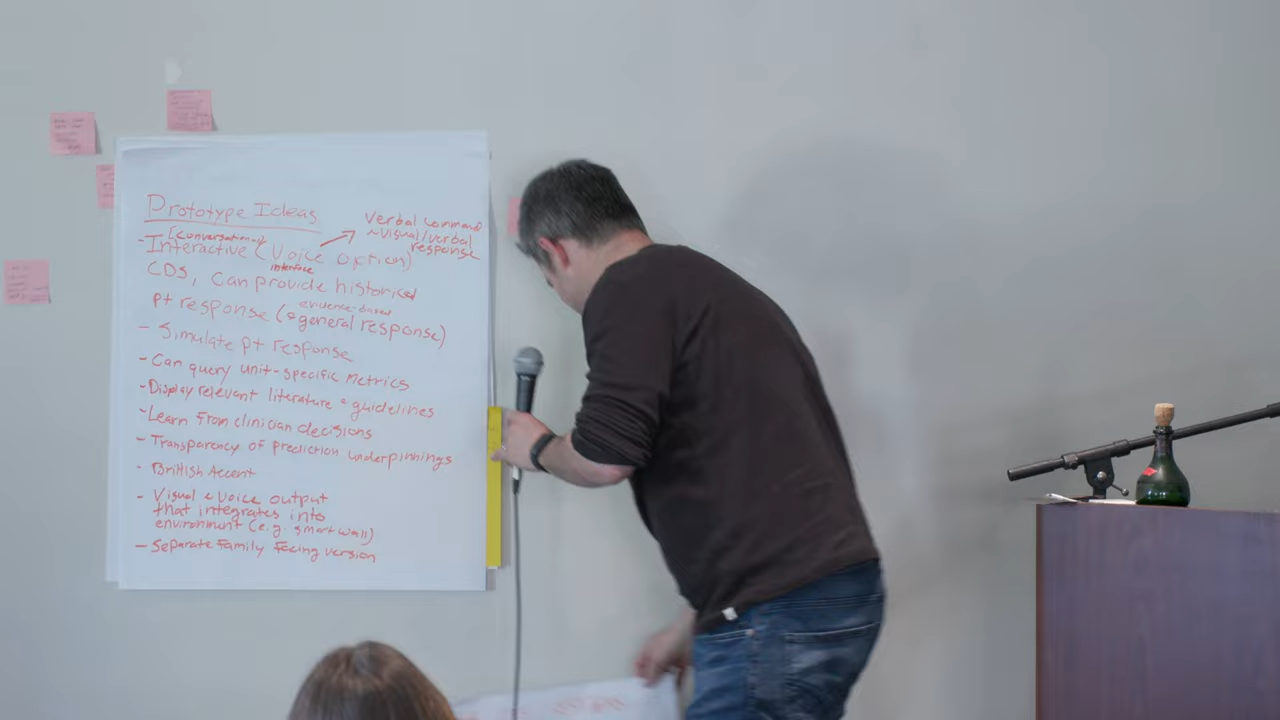 Prototype Ideas
- Interactive [conversational] (Voice option) interface → Verbal command
~ visual/verbal
response
CDS, can provide historical
pt response (evidence-based
& general response)
- Simulate pt response
- Can query unit-specific metrics
- Display relevant literature & guidelines
- Learn from clinician decisions
- Transparency of prediction underpinnings
- British Accent
- Visual & voice output
that integrates into
environment (e.g. smart wall)
- Separate family facing version